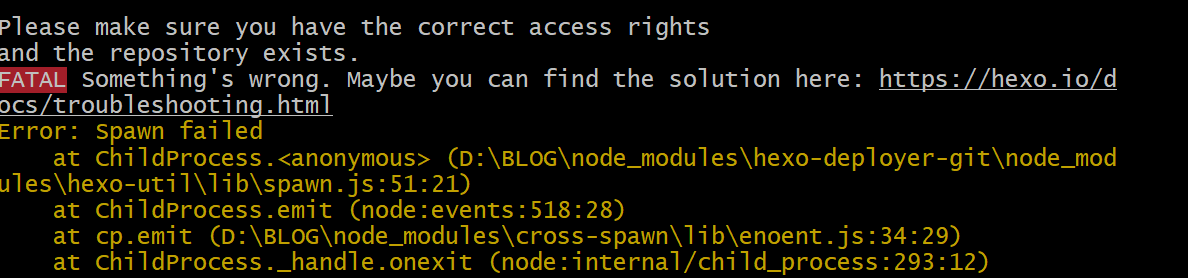 Please make sure you have the correct access rights
and the repository exists.
FATAL Something's wrong. Maybe you can find the solution here: https://hexo.io/d
ocs/troubleshooting.html
Error: Spawn failed
    at ChildProcess.<anonymous> (D:\BLOG\node_modules\hexo-deployer-git\node_mod
ules\hexo-util\lib\spawn.js:51:21)
    at ChildProcess.emit (node:events:518:28)
    at cp.emit (D:\BLOG\node_modules\cross-spawn\lib\enoent.js:34:29)
    at ChildProcess._handle.onexit (node:internal/child_process:293:12)